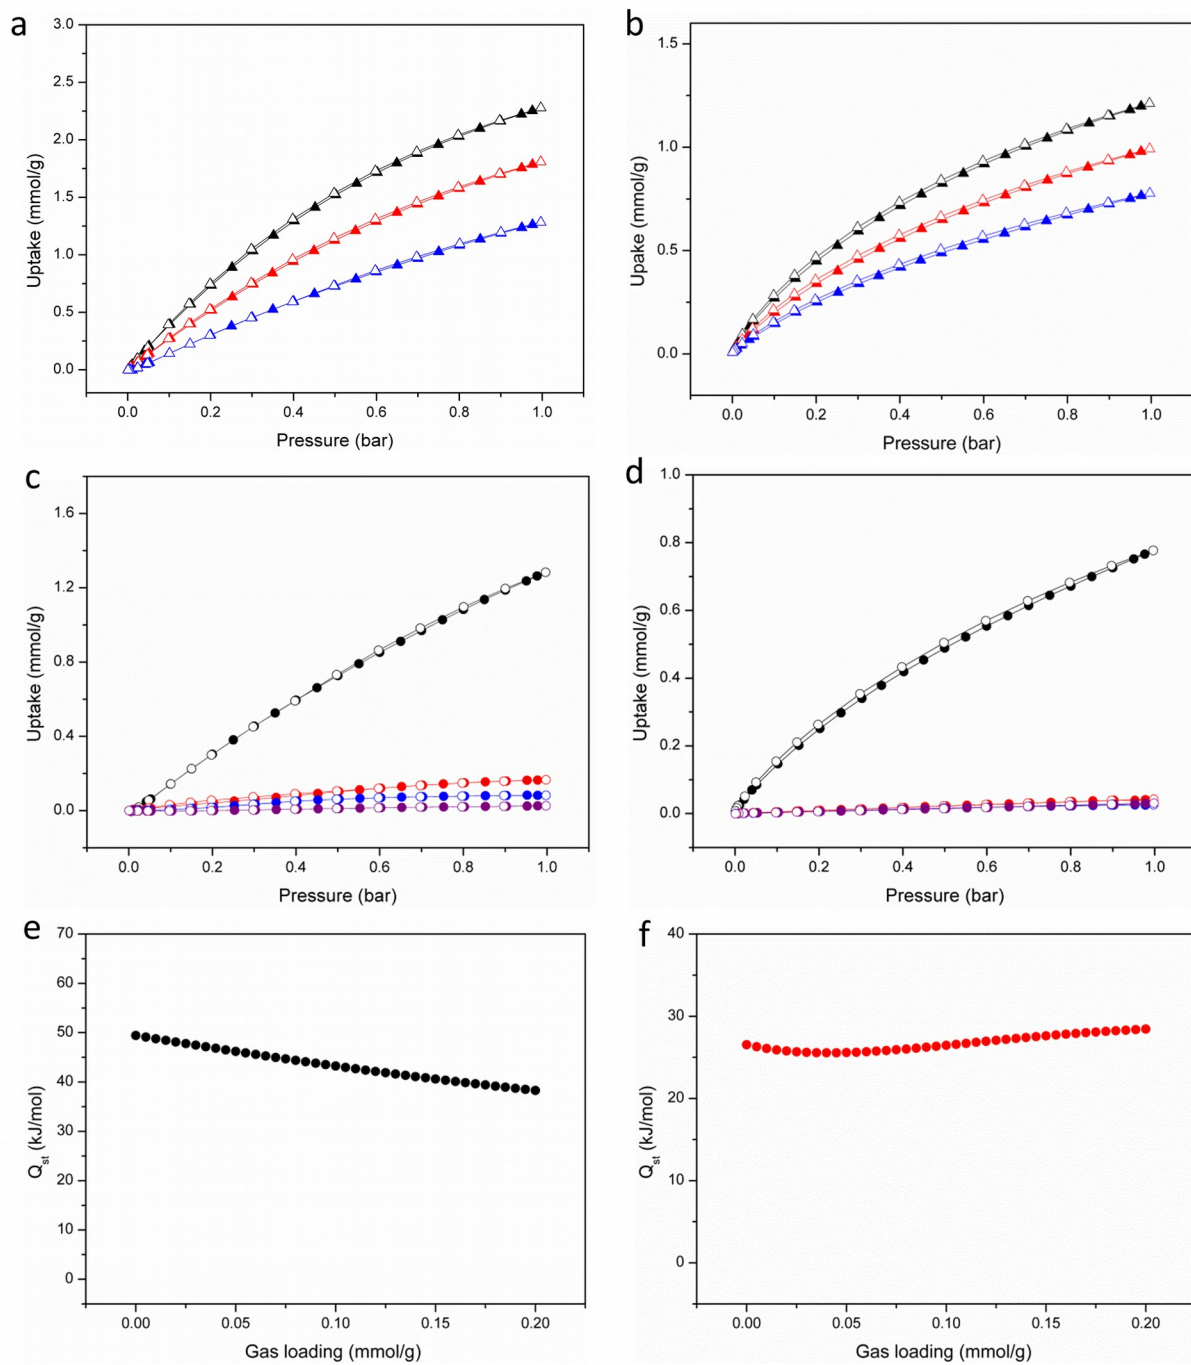 a
3.0
2.5
2.0
1.5
1.0
0.5
0.0
Uptake (mmol/g)
0.0 0.2 0.4 0.6 0.8 1.0
Pressure (bar)
b
1.5
1.0
0.5
0.0
Upake (mmol/g)
0.0 0.2 0.4 0.6 0.8 1.0
Pressure (bar)
c
1.6
1.2
0.8
0.4
0.0
Uptake (mmol/g)
0.0 0.2 0.4 0.6 0.8 1.0
Pressure (bar)
d
1.0
0.8
0.6
0.4
0.2
0.0
Uptake (mmol/g)
0.0 0.2 0.4 0.6 0.8 1.0
Pressure (bar)
e
70
60
50
40
30
20
10
0
Qst (kJ/mol)
0.00 0.05 0.10 0.15 0.20
Gas loading (mmol/g)
f
40
30
20
10
0
Qst (kJ/mol)
0.00 0.05 0.10 0.15 0.20
Gas loading (mmol/g)